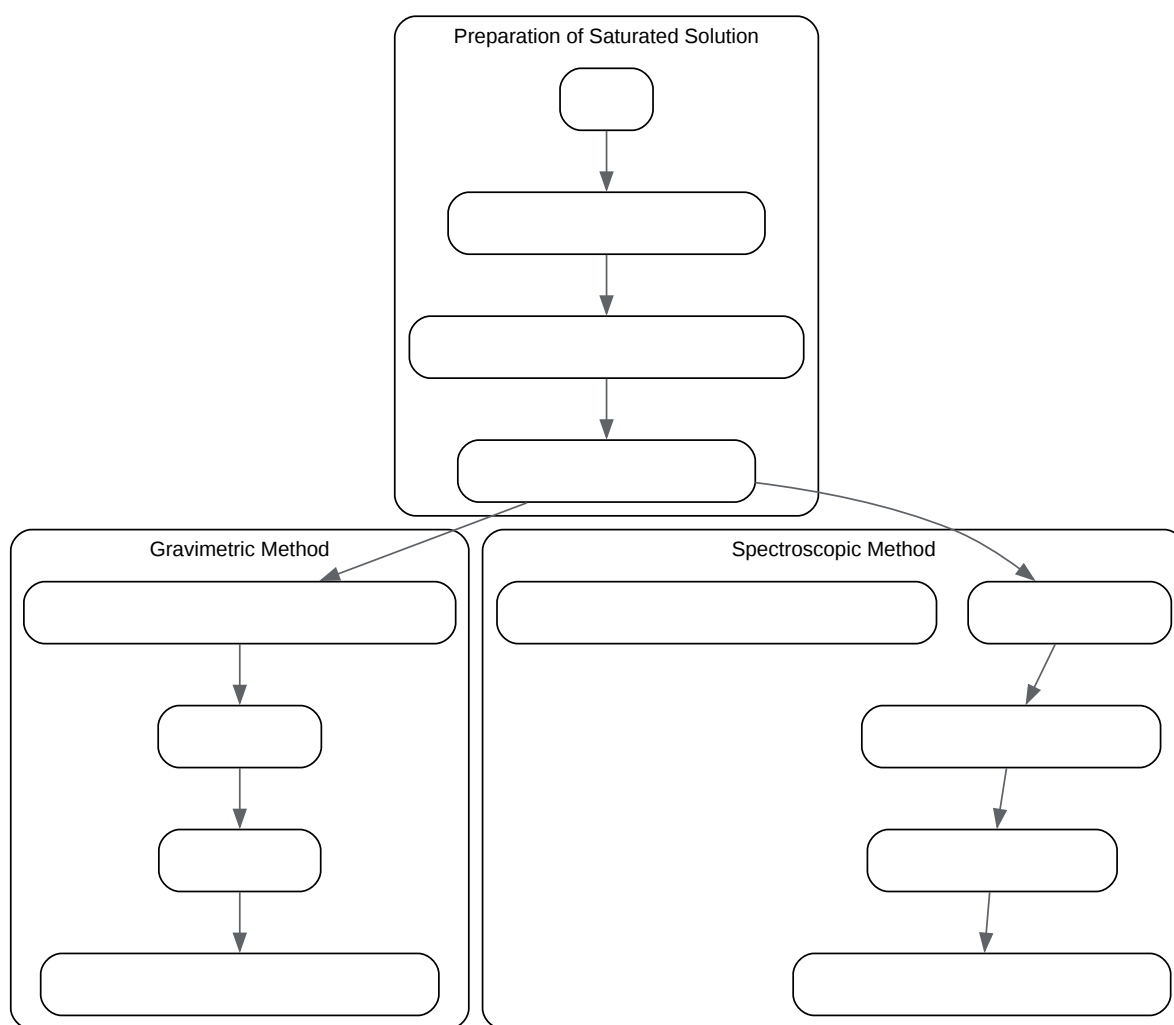 Preparation of Saturated Solution
Gravimetric Method
Spectroscopic Method